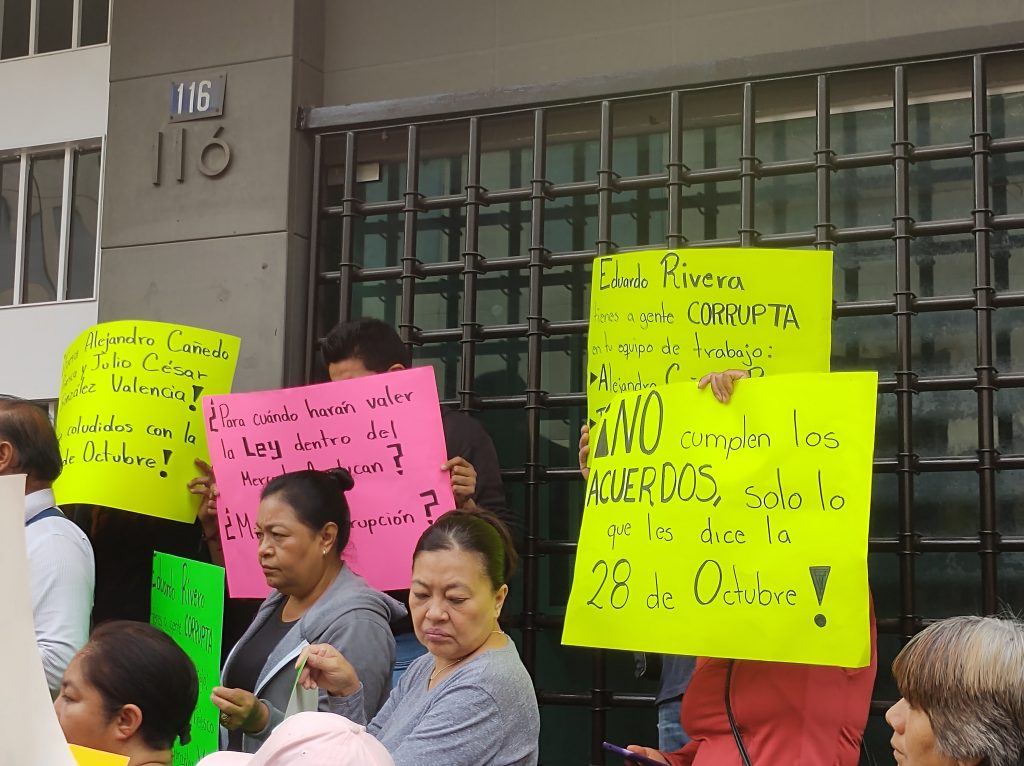 116
116
Alejandro Cañedo
y Julio César
González Valencia!
coludidos con la
de Octubre!
¿Para cuándo harán valer
la Ley dentro del
?
¿ ?
Eduardo Rivera
tienes a gente CORRUPTA
en tu equipo de trabajo:
Alejandro
¡NO cumplen los
ACUERDOS, solo lo
que les dice la
28 de Octubre!
Eduardo Rivera
CORRUPTA